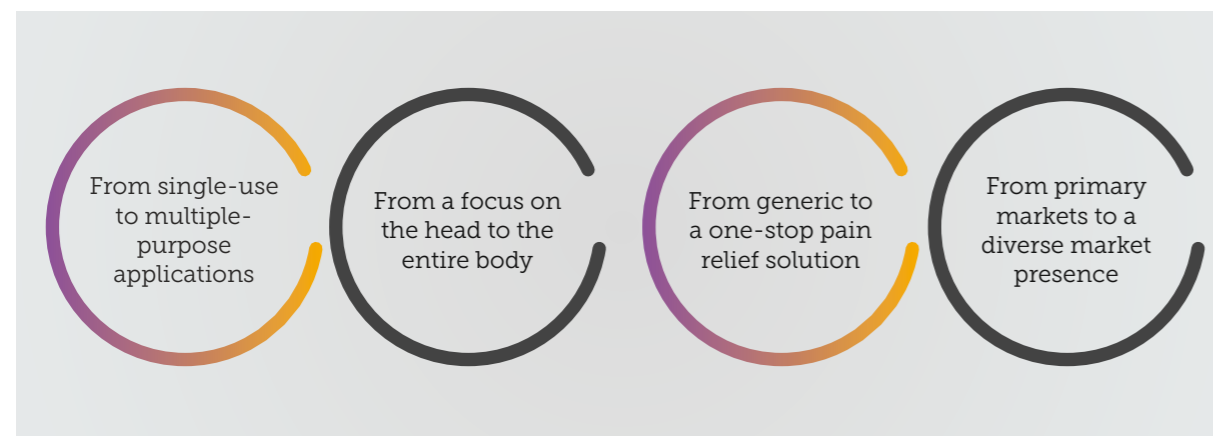 From single-use
to multiple-
purpose
applications
From a focus on
the head to the
entire body
From generic to
a one-stop pain
relief solution
From primary
markets to a
diverse market
presence